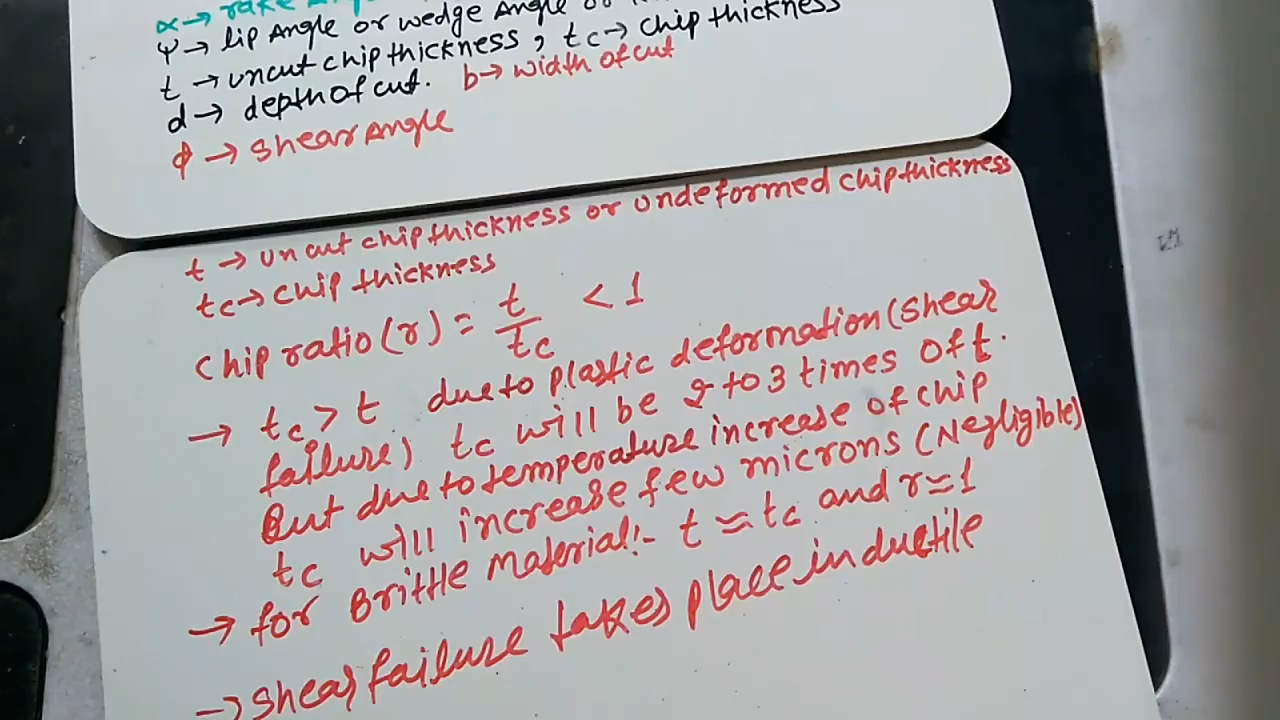 α→ rake Angle
ψ→ lip Angle or wedge Angle or
t → uncut chip thickness, tc→ chip thickness
d → depth of cut. b→ width of cut
φ → shear Angle
t → uncut chip thickness or undeformed chip thickness
tc→ chip thickness
chip ratio (r) = t/tc < 1
→ tc > t due to plastic deformation (shear
failure) tc will be 2 to 3 times of t.
But due to temperature increase of chip
tc will increase few microns (Negligible)
→ for Brittle material:- t ≈ tc and r ≈ 1
→ shear failure takes place in ductile